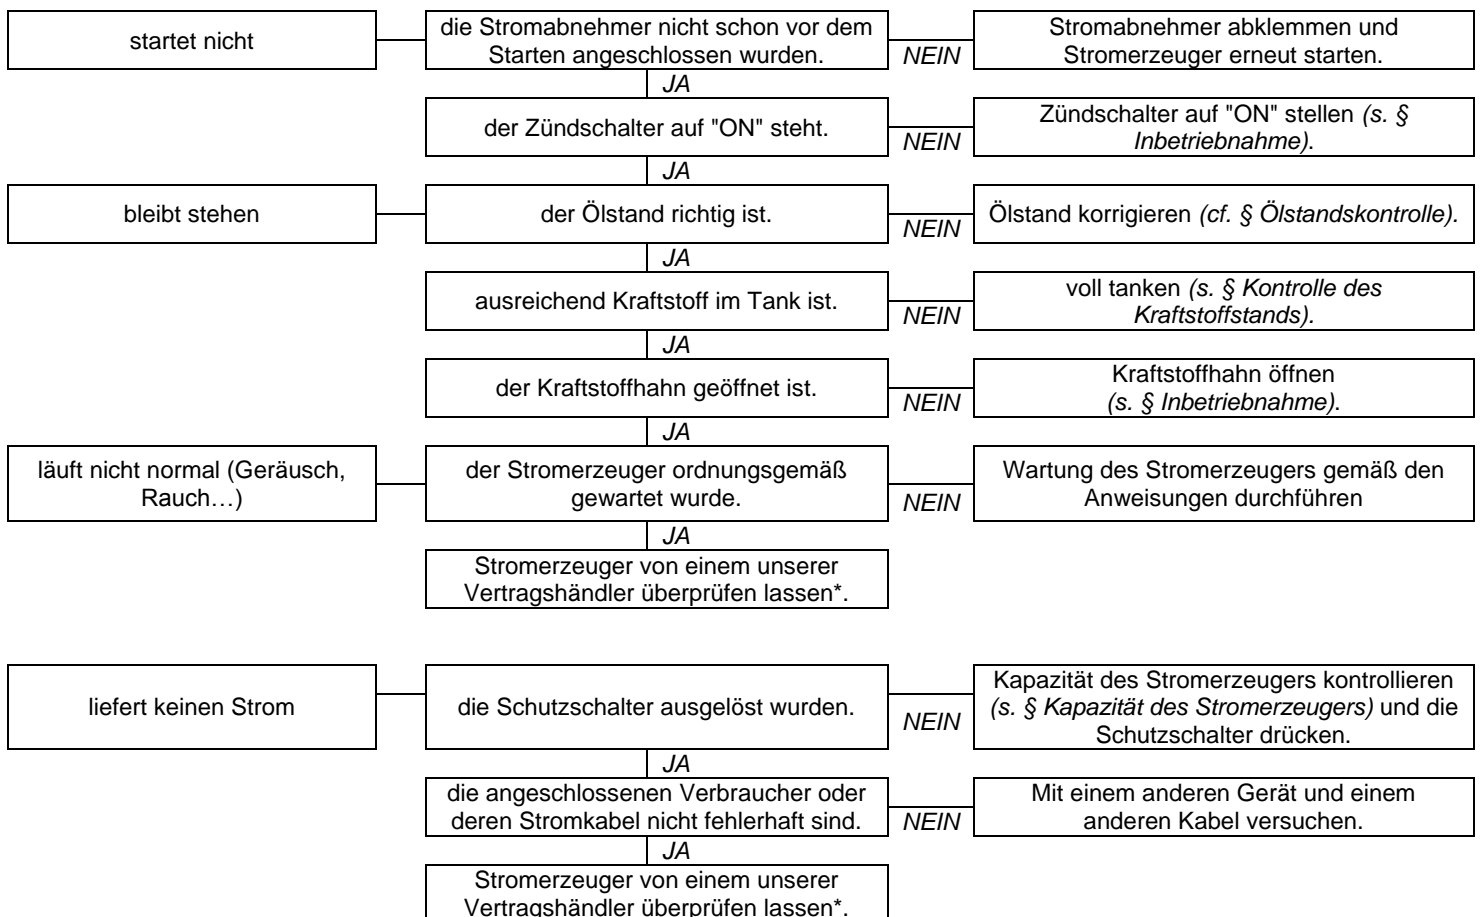 startet nicht
die Stromabnehmer nicht schon vor dem
Starten angeschlossen wurden.
NEIN
Stromabnehmer abklemmen und
Stromerzeuger erneut starten.
JA
der Zündschalter auf "ON" steht.
NEIN
Zündschalter auf "ON" stellen (s. §
Inbetriebnahme).
JA
bleibt stehen
der Ölstand richtig ist.
NEIN
Ölstand korrigieren (cf. § Ölstandskontrolle).
JA
ausreichend Kraftstoff im Tank ist.
NEIN
voll tanken (s. § Kontrolle des
Kraftstoffstands).
JA
der Kraftstoffhahn geöffnet ist.
NEIN
Kraftstoffhahn öffnen
(s. § Inbetriebnahme).
JA
läuft nicht normal (Geräusch,
Rauch…)
der Stromerzeuger ordnungsgemäß
gewartet wurde.
NEIN
Wartung des Stromerzeugers gemäß den
Anweisungen durchführen
JA
Stromerzeuger von einem unserer
Vertragshändler überprüfen lassen*.
liefert keinen Strom
die Schutzschalter ausgelöst wurden.
NEIN
Kapazität des Stromerzeugers kontrollieren
(s. § Kapazität des Stromerzeugers) und die
Schutzschalter drücken.
JA
die angeschlossenen Verbraucher oder
deren Stromkabel nicht fehlerhaft sind.
NEIN
Mit einem anderen Gerät und einem
anderen Kabel versuchen.
JA
Stromerzeuger von einem unserer
Vertragshändler überprüfen lassen*.